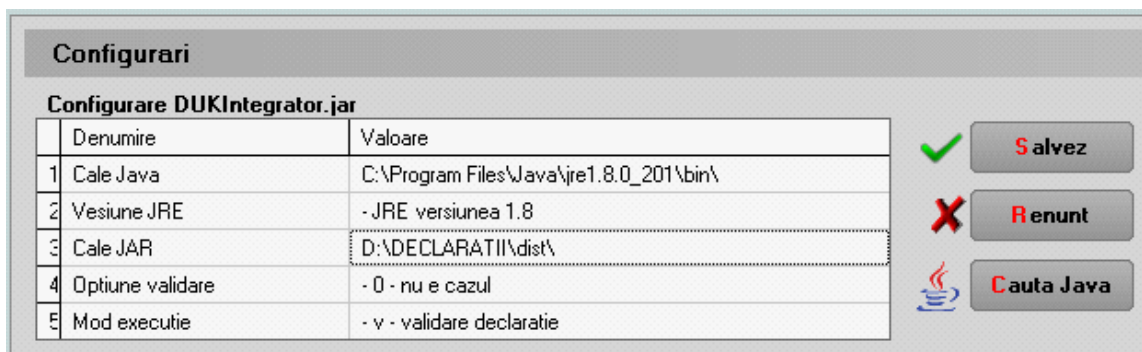 Configurari
Configurare DUKIntegrator.jar
Denumire Valoare
1 Cale Java C:\Program Files\Java\jre1.8.0_201\bin\
2 Vesiune JRE - JRE versiunea 1.8
3 Cale JAR D:\DECLARATII\dist\
4 Optiune validare - 0 - nu e cazul
5 Mod executie - v - validare declaratie
Salvez
Renunt
Cauta Java